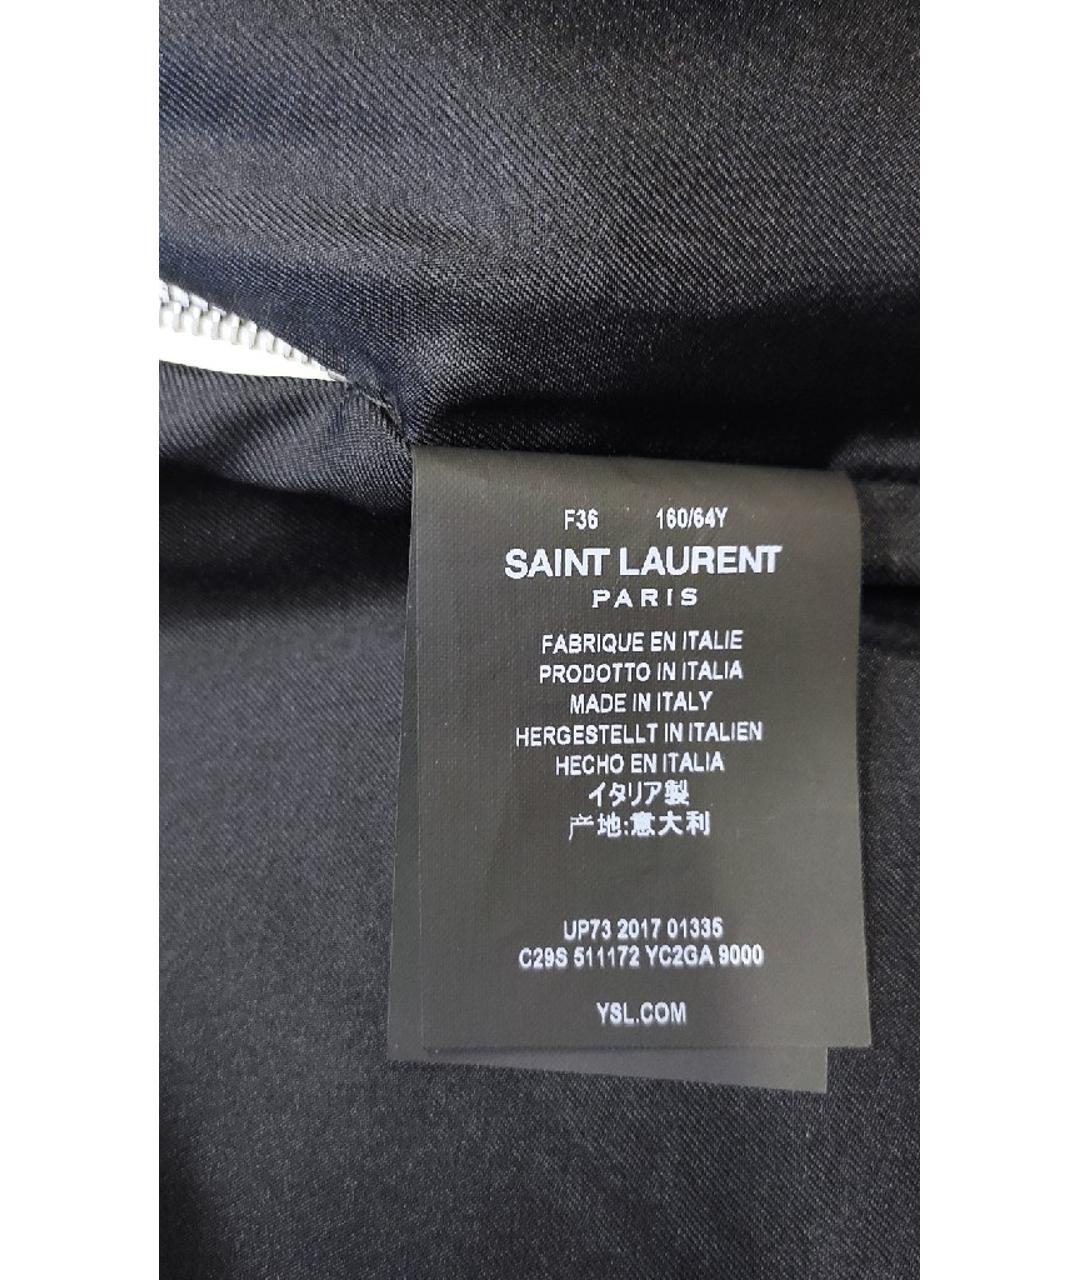 F36 160/64Y
SAINT LAURENT
PARIS
FABRIQUE EN ITALIE
PRODOTTO IN ITALIA
MADE IN ITALY
HERGESTELLT IN ITALIEN
HECHO EN ITALIA
イタリア製
产地:意大利
UP73 2017 01335
C29S 511172 YC2GA 9000
YSL.COM